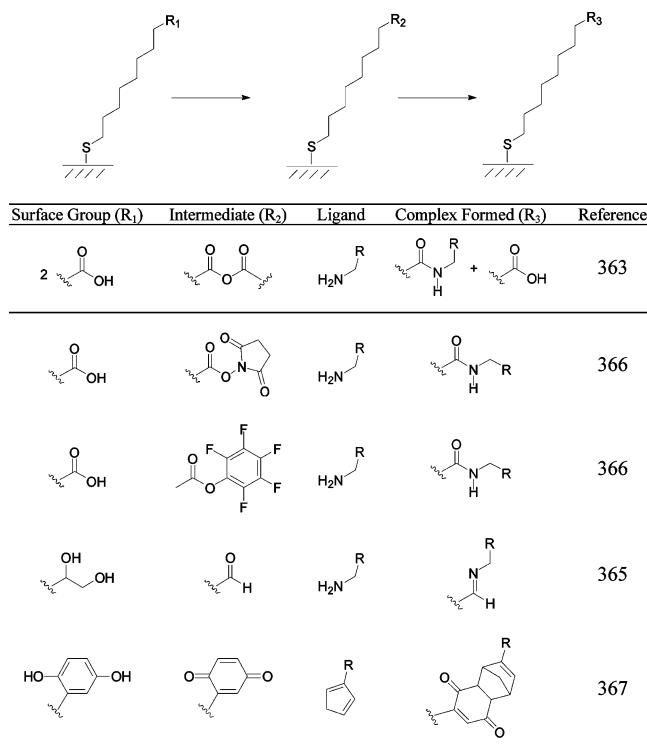 R1 R2 R3
S S S
Surface Group (R1) Intermediate (R2) Ligand Complex Formed (R3) Reference
O O O R O R O
2 OH O H2N N H + OH 363
O O O N O R O
OH O H2N N H R 366
O F F F F F R O
OH O O H2N N H R 366
OH O R R
OH H H2N N H 365
HO OH O O R R O O 367